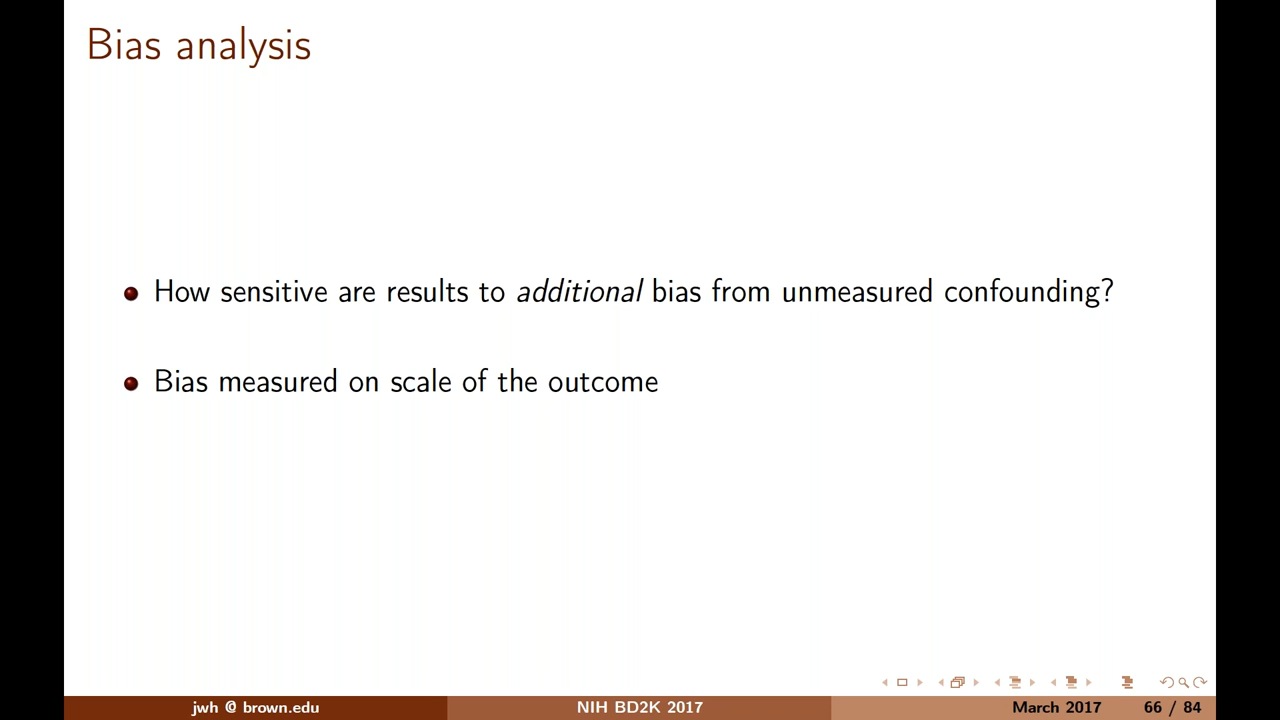 Bias analysis
How sensitive are results to additional bias from unmeasured confounding?
Bias measured on scale of the outcome
jwh @ brown.edu NIH BD2K 2017 March 2017 66 / 84